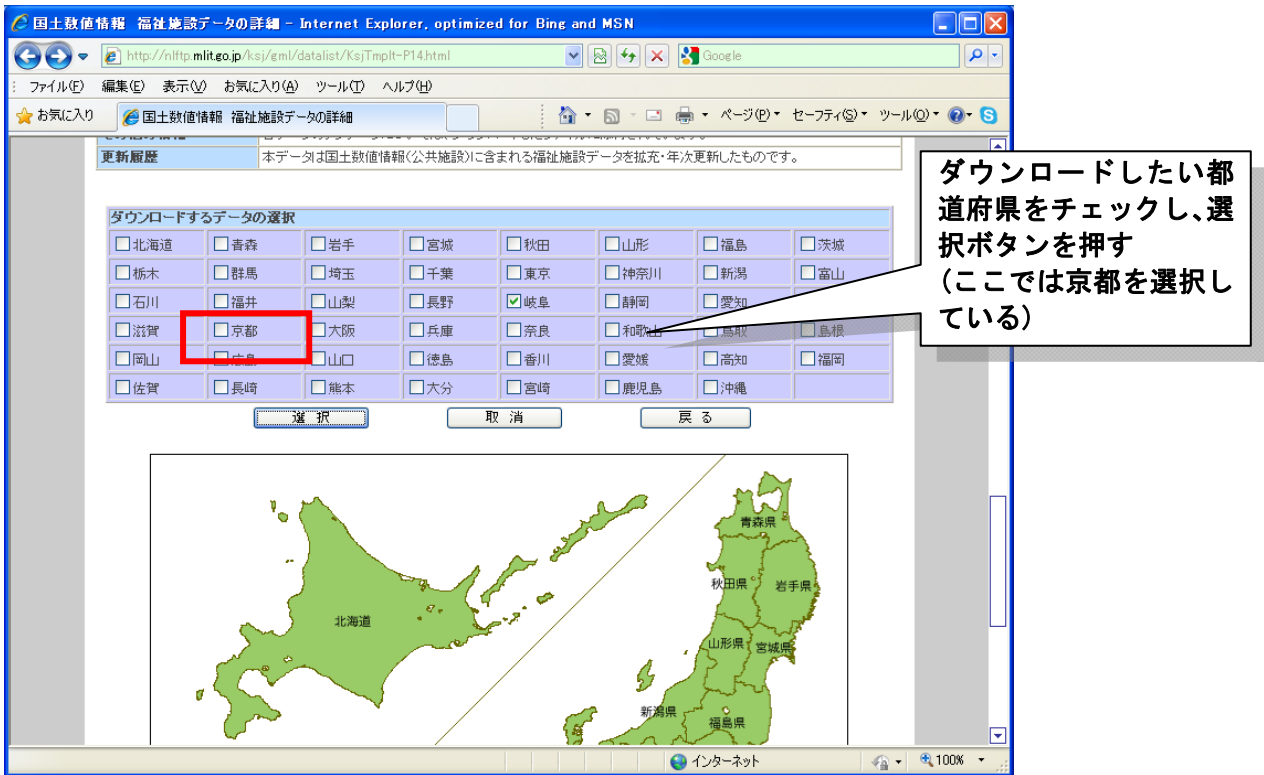 国土数値情報 福祉施設データの詳細 - Internet Explorer, optimized for Bing and MSN
http://nlftp.mlit.go.jp/ksj/gml/datalist/KsjTmplt-P14.html
Google
ファイル(F) 編集(E) 表示(V) お気に入り(A) ツール(T) ヘルプ(H)
お気に入り 国土数値情報 福祉施設データの詳細 ページ(P) セーフティ(S) ツール(O)
更新履歴 本データは国土数値情報(公共施設)に含まれる福祉施設データを拡充・年次更新したものです。
ダウンロードするデータの選択
北海道 青森 岩手 宮城 秋田 山形 福島 茨城
栃木 群馬 埼玉 千葉 東京 神奈川 新潟 富山
石川 福井 山梨 長野 岐阜 静岡 愛知
滋賀 京都 大阪 兵庫 奈良 和歌山 鳥取 島根
岡山 広島 山口 徳島 香川 愛媛 高知 福岡
佐賀 長崎 熊本 大分 宮崎 鹿児島 沖縄
選 択 取 消 戻 る
ダウンロードしたい都
道府県をチェックし、選
択ボタンを押す
(ここでは京都を選択し
ている)
青森県
秋田県 岩手県
北海道
山形県 宮城県
新潟県 福島県
インターネット 100%